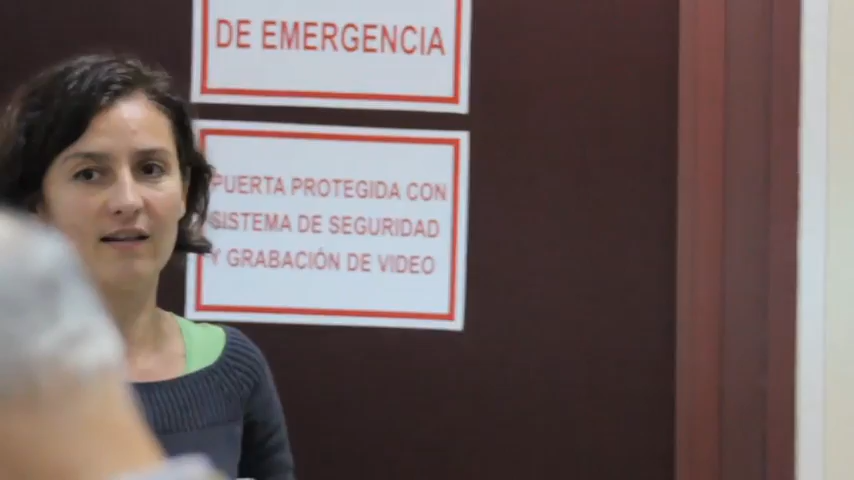 DE EMERGENCIA
PUERTA PROTEGIDA CON
SISTEMA DE SEGURIDAD
Y GRABACIÓN DE VIDEO